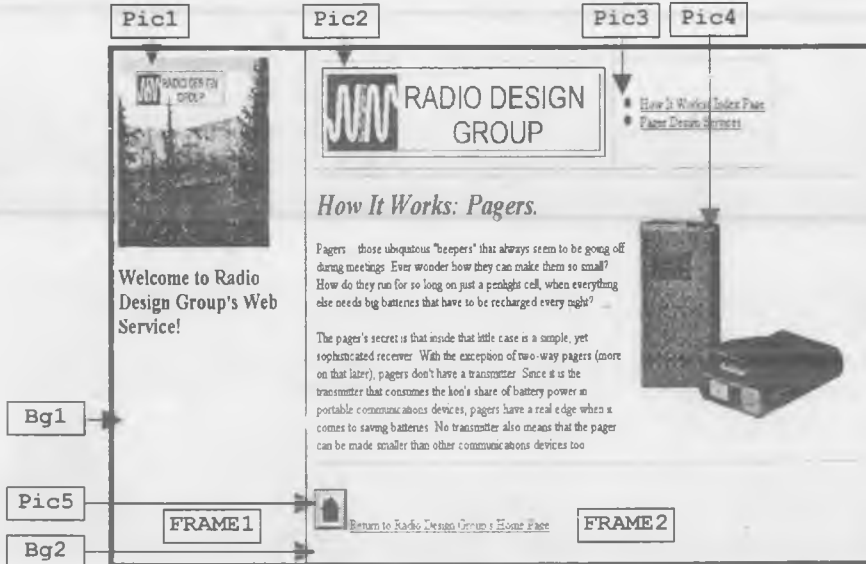 Pic1
Pic2
Pic3
Pic4
RADIO DESIGN
GROUP
Welcome to Radio
Design Group's Web
Service!
Bg1
Pic5
FRAME1
Bg2
RADIO DESIGN
GROUP
How It Works Index Page
Pager Design Services
How It Works: Pagers.
Pagers those ubiquitous "beepers" that always seem to be going off
during meetings. Ever wonder how they can make them so small?
How do they run for so long on just a penlight cell, when everything
else needs big batteries that have to be recharged every night?
The pager's secret is that inside that little case is a simple, yet
sophisticated receiver. With the exception of two-way pagers (more
on that later), pagers don't have a transmitter. Since it is the
transmitter that consumes the lion's share of battery power in
portable communications devices, pagers have a real edge when it
comes to saving batteries. No transmitter also means that the pager
can be made smaller than other communications devices too
Return to Radio Design Group's Home Page
FRAME2